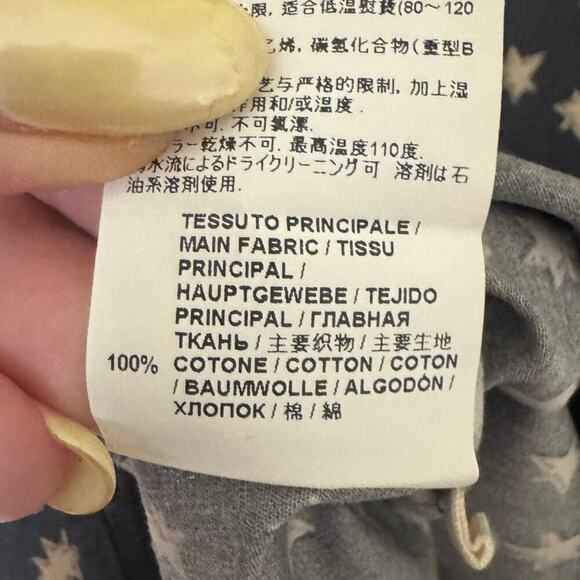 限, 适合低温熨烫(80～120
乙烯, 碳氢化合物(重型B
艺与严格的限制, 加上湿
作用和/或温度.
不可. 不可氯漂.
ラー乾燥不可. 最高温度110度.
水流によるドライクリーニング可 溶剤は石
油系溶剤使用.
TESSUTO PRINCIPALE /
MAIN FABRIC / TISSU
PRINCIPAL /
HAUPTGEWEBE / TEJIDO
PRINCIPAL / ГЛАВНАЯ
ТКАНЬ / 主要织物 / 主要生地
100% COTONE / COTTON / COTON
/ BAUMWOLLE / ALGODÓN /
ХЛОПОК / 棉 / 綿